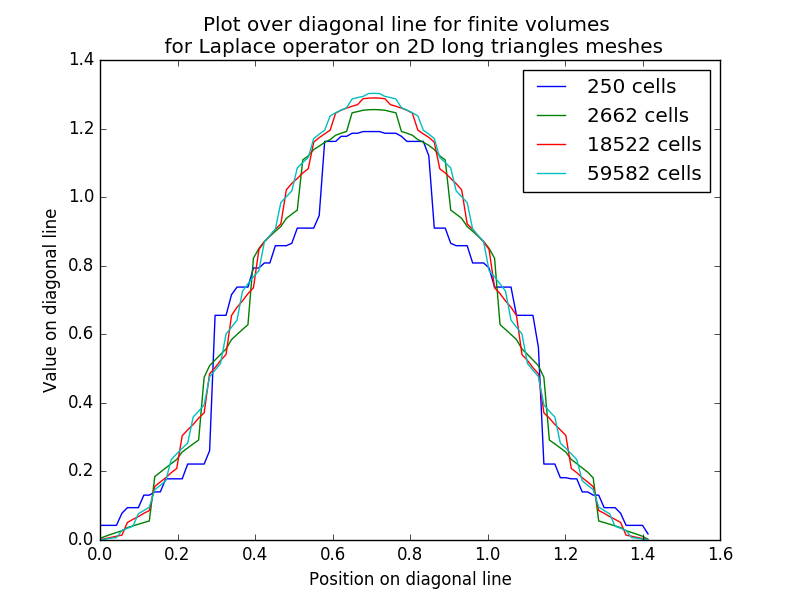 Plot over diagonal line for finite volumes
for Laplace operator on 2D long triangles meshes
250 cells
2662 cells
18522 cells
59582 cells
Value on diagonal line
1.4
1.2
1.0
0.8
0.6
0.4
0.2
0.0
0.0 0.2 0.4 0.6 0.8 1.0 1.2 1.4 1.6
Position on diagonal line